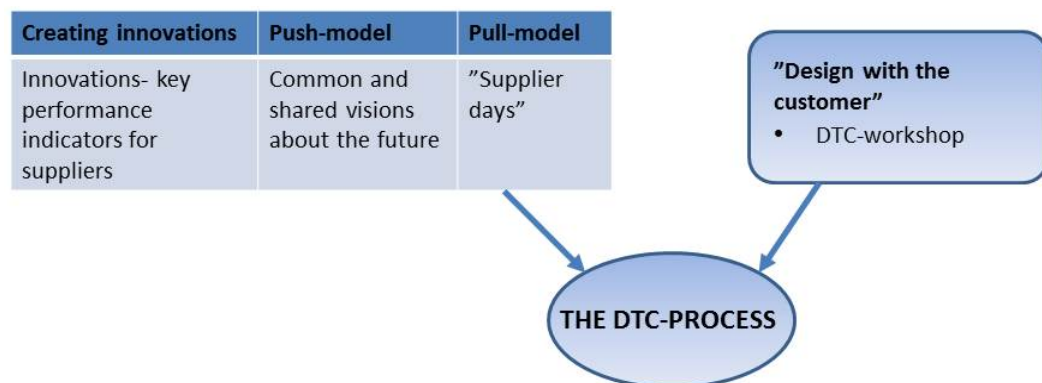 Creating innovations
Push-model
Pull-model
Innovations- key
performance
indicators for
suppliers
Common and
shared visions
about the future
”Supplier
days”
”Design with the
customer”
• DTC-workshop
THE DTC-PROCESS